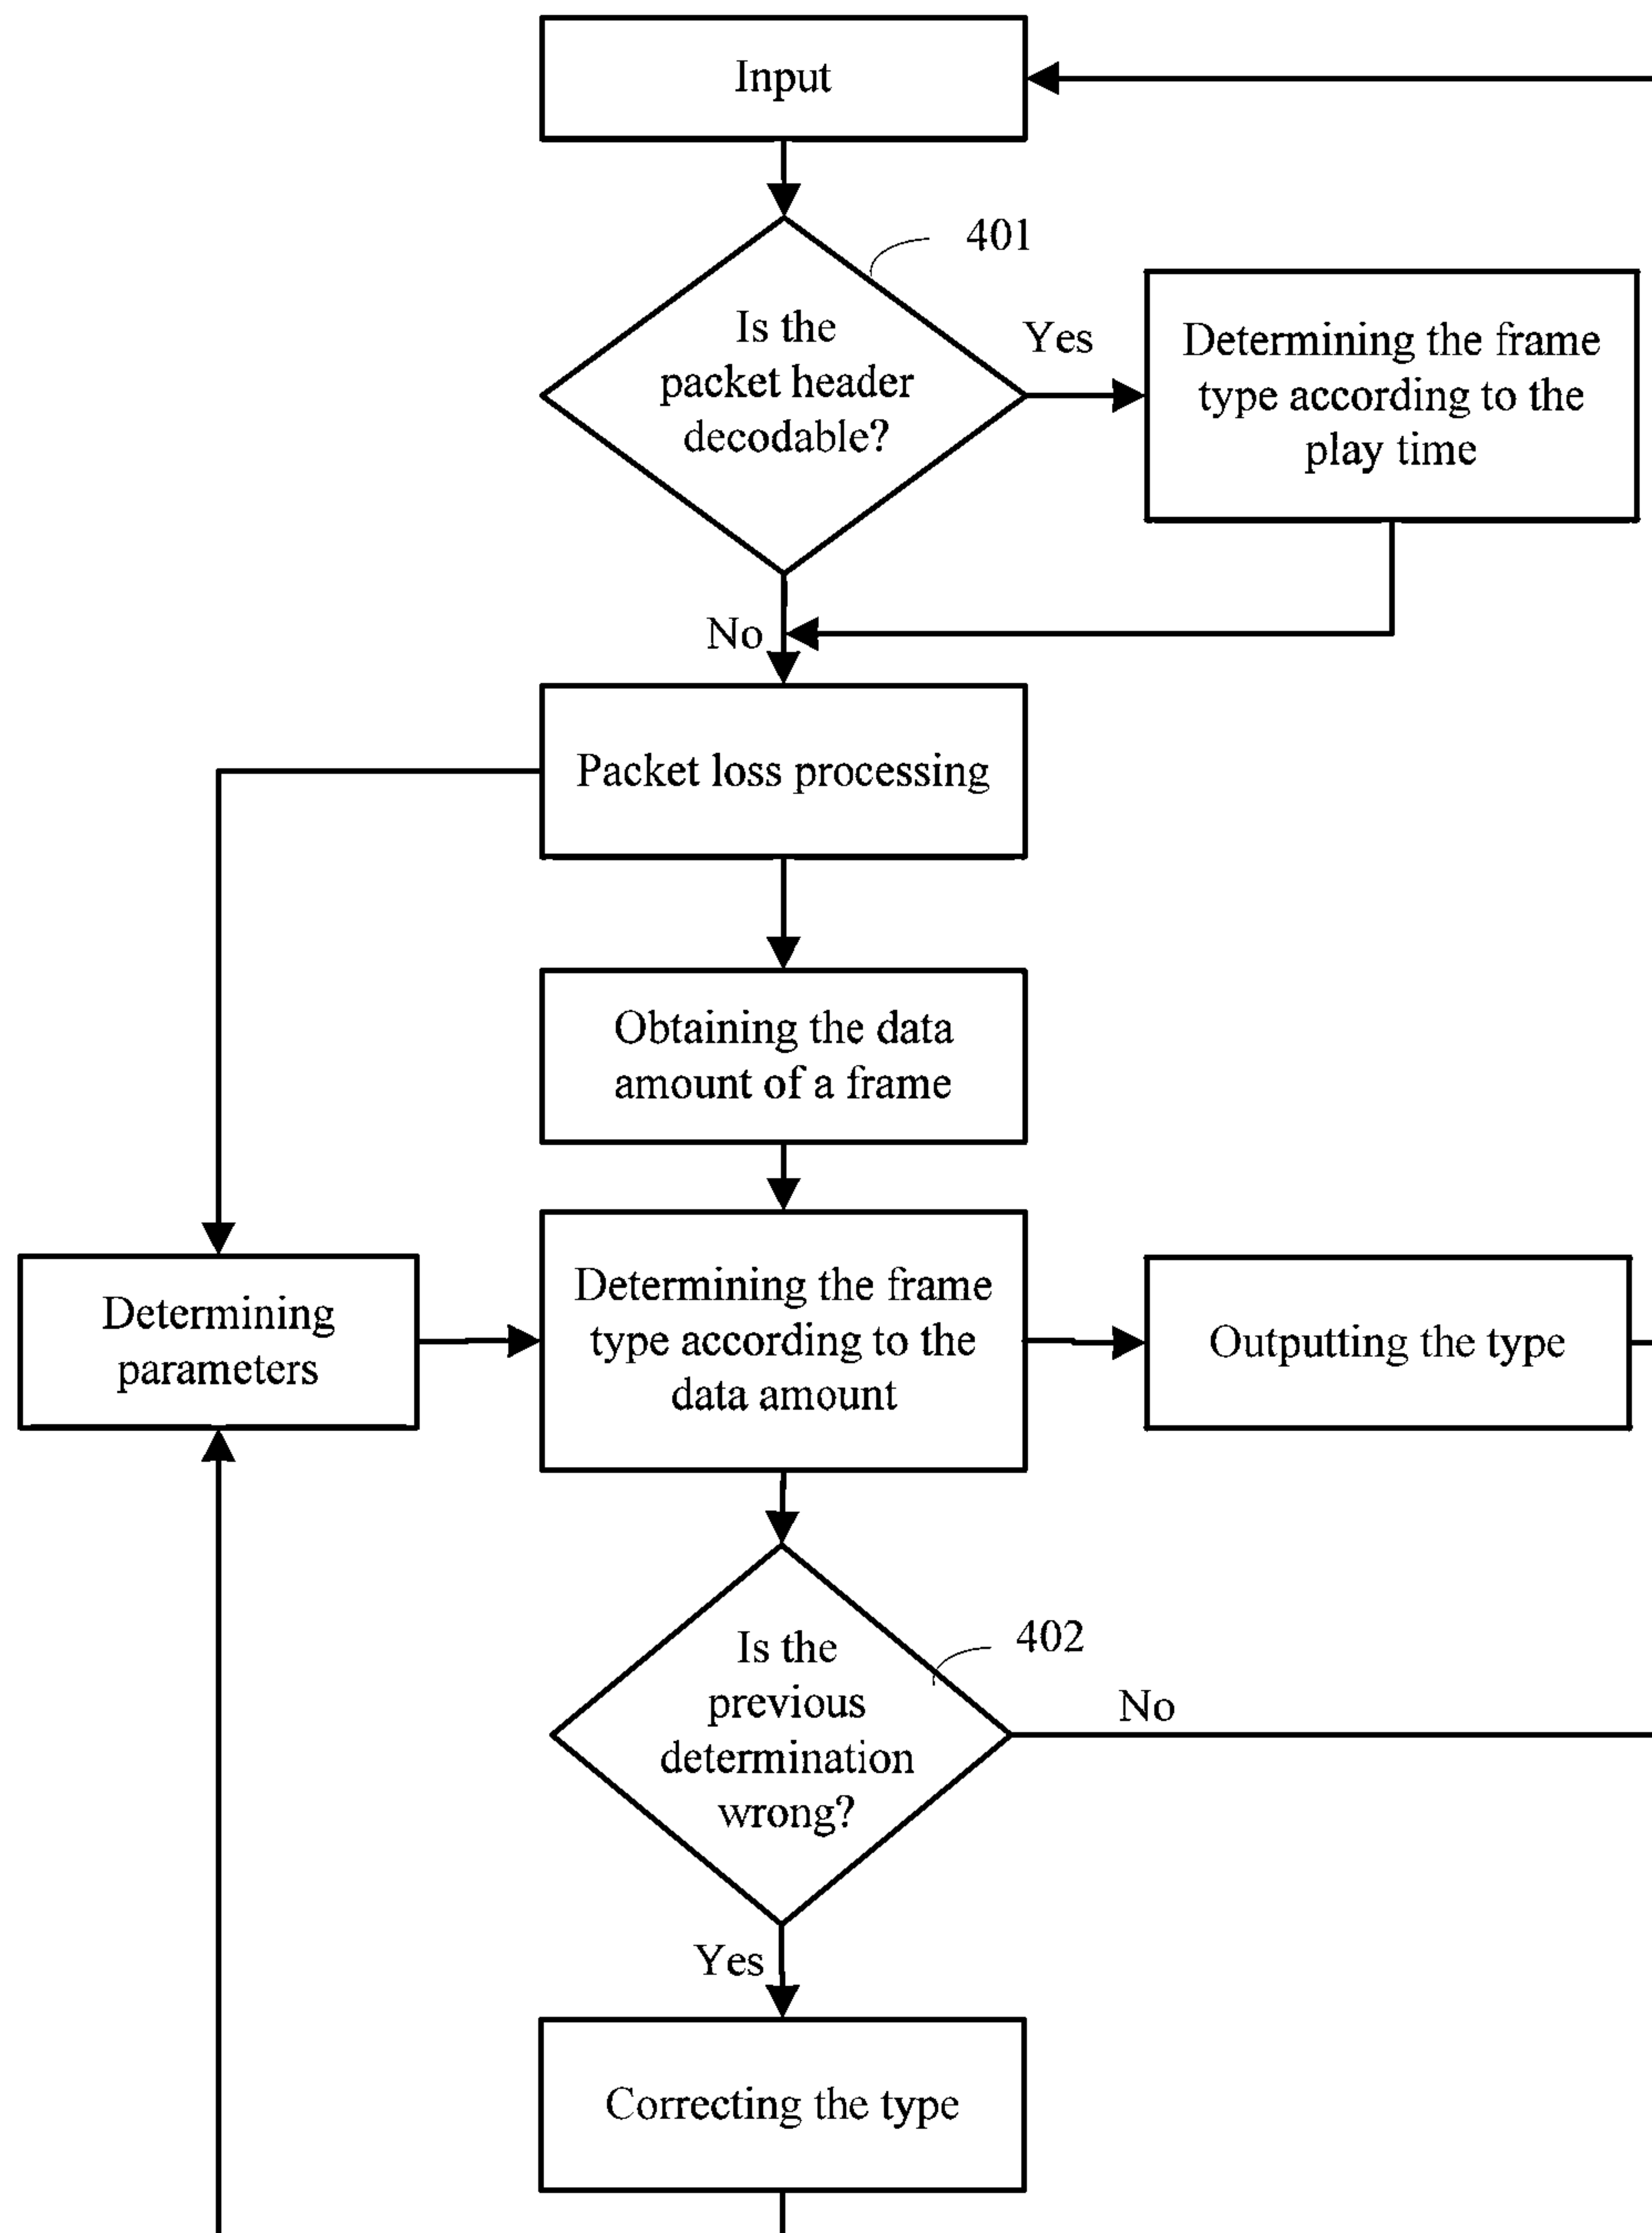 Input
401
Is the
packet header
decodable?
Yes
Determining the frame
type according to the
play time
No
Packet loss processing
Obtaining the data
amount of a frame
Determining
parameters
Determining the frame
type according to the
data amount
Outputting the type
402
Is the
previous
determination
wrong?
No
Yes
Correcting the type